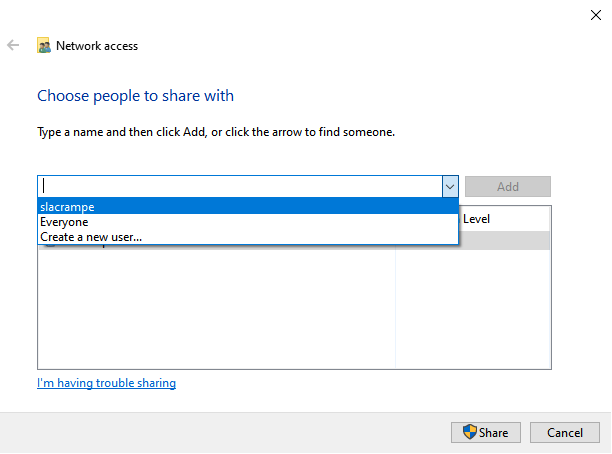 Network access
Choose people to share with
Type a name and then click Add, or click the arrow to find someone.
Add
slacrampe
Everyone
Create a new user...
Level
I'm having trouble sharing
Share
Cancel